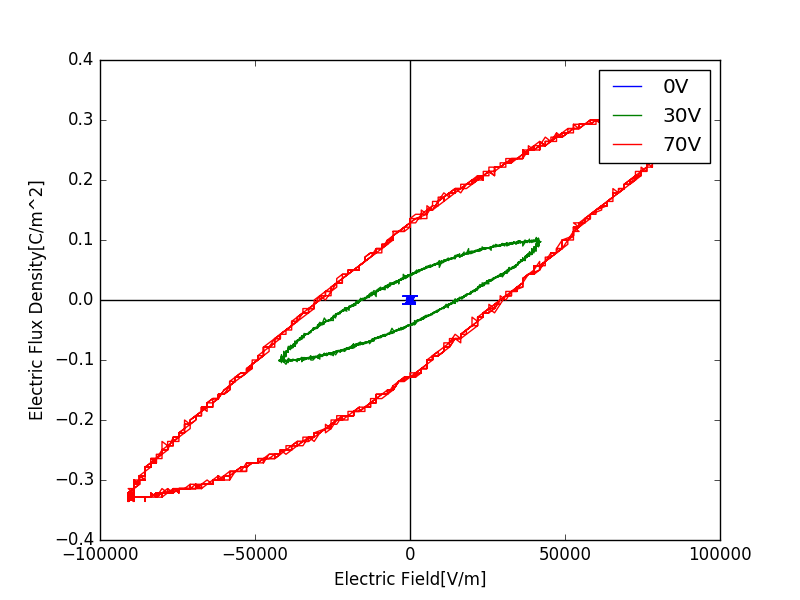 0.4
0.3
0.2
0.1
0.0
−0.1
−0.2
−0.3
−0.4
Electric Flux Density[C/m^2]
0V
30V
70V
−100000 −50000 0 50000 100000
Electric Field[V/m]